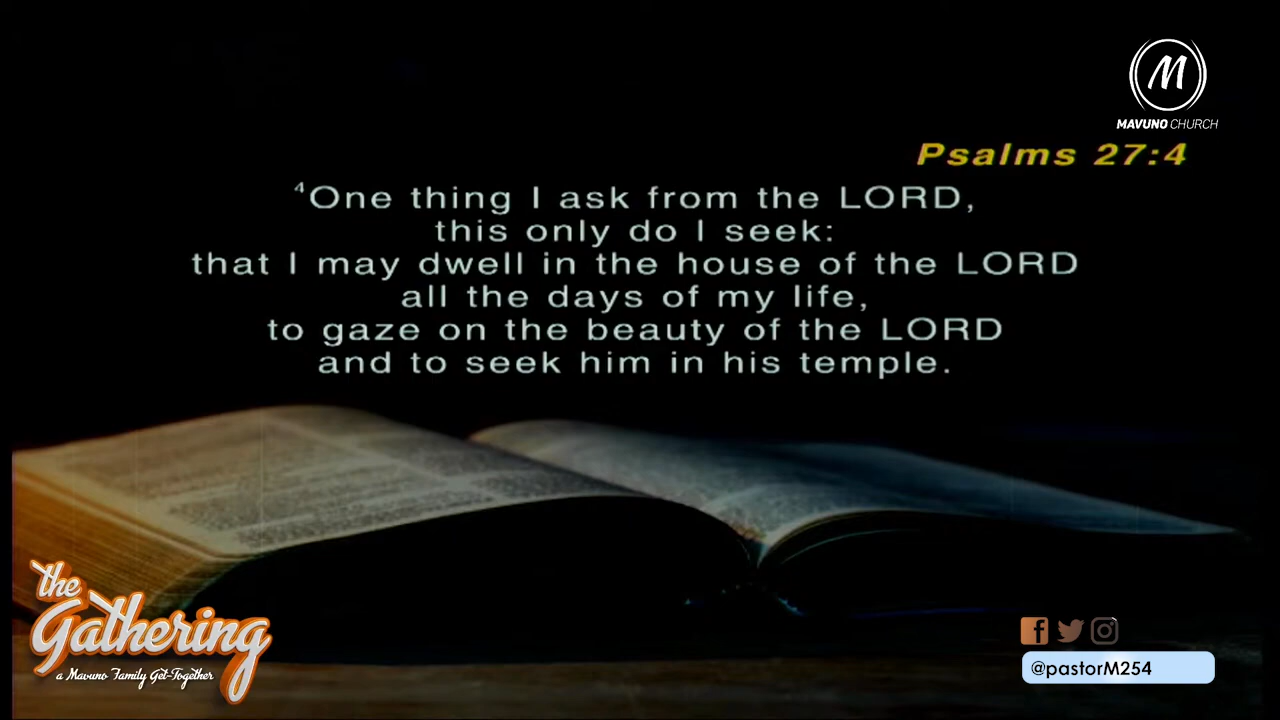 M
MAVUNO CHURCH
Psalms 27:4
⁴One thing I ask from the LORD,
this only do I seek:
that I may dwell in the house of the LORD
all the days of my life,
to gaze on the beauty of the LORD
and to seek him in his temple.
the
Gathering
a Mavuno Family Get-Together
@pastorM254